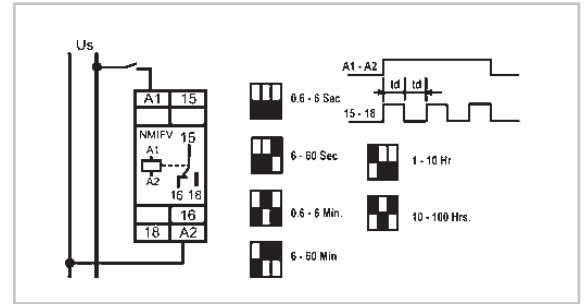 Us
A1 15
NMIFV 15
A1
A2
16 18
16
18 A2
0.6 - 6 Sec
6 - 60 Sec
0.6 - 6 Min.
6 - 60 Min
A1 - A2
td td
15 - 18
1 - 10 Hr
10 - 100 Hrs.